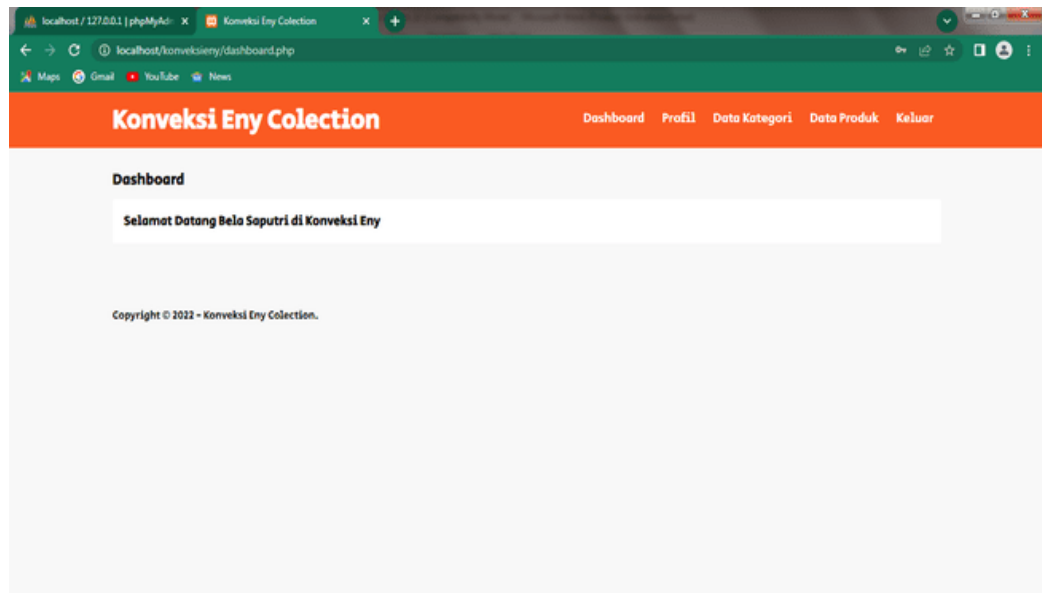 localhost / 127.0.0.1 | phpMyAd
Konveksi Eny Colection
localhost/konveksieny/dashboard.php
Maps Gmail YouTube News
Konveksi Eny Colection
Dashboard Profil Data Kategori Data Produk Keluar
Dashboard
Selamat Datang Bela Saputri di Konveksi Eny
Copyright © 2022 - Konveksi Eny Colection.